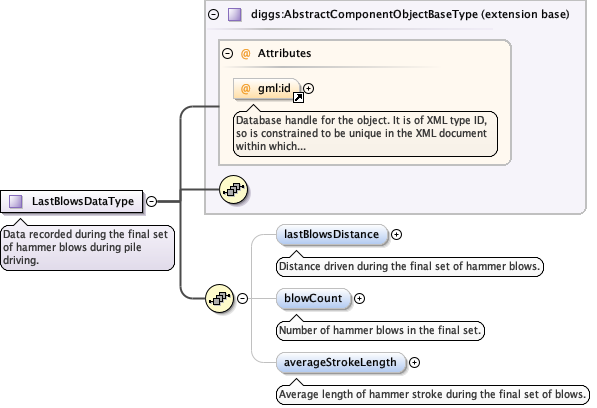 diggs:AbstractComponentObjectBaseType (extension base)
@ Attributes
@ gml:id
Database handle for the object. It is of XML type ID,
so is constrained to be unique in the XML document
within which...
LastBlowsDataType
Data recorded during the final set
of hammer blows during pile
driving.
lastBlowsDistance
Distance driven during the final set of hammer blows.
blowCount
Number of hammer blows in the final set.
averageStrokeLength
Average length of hammer stroke during the final set of blows.